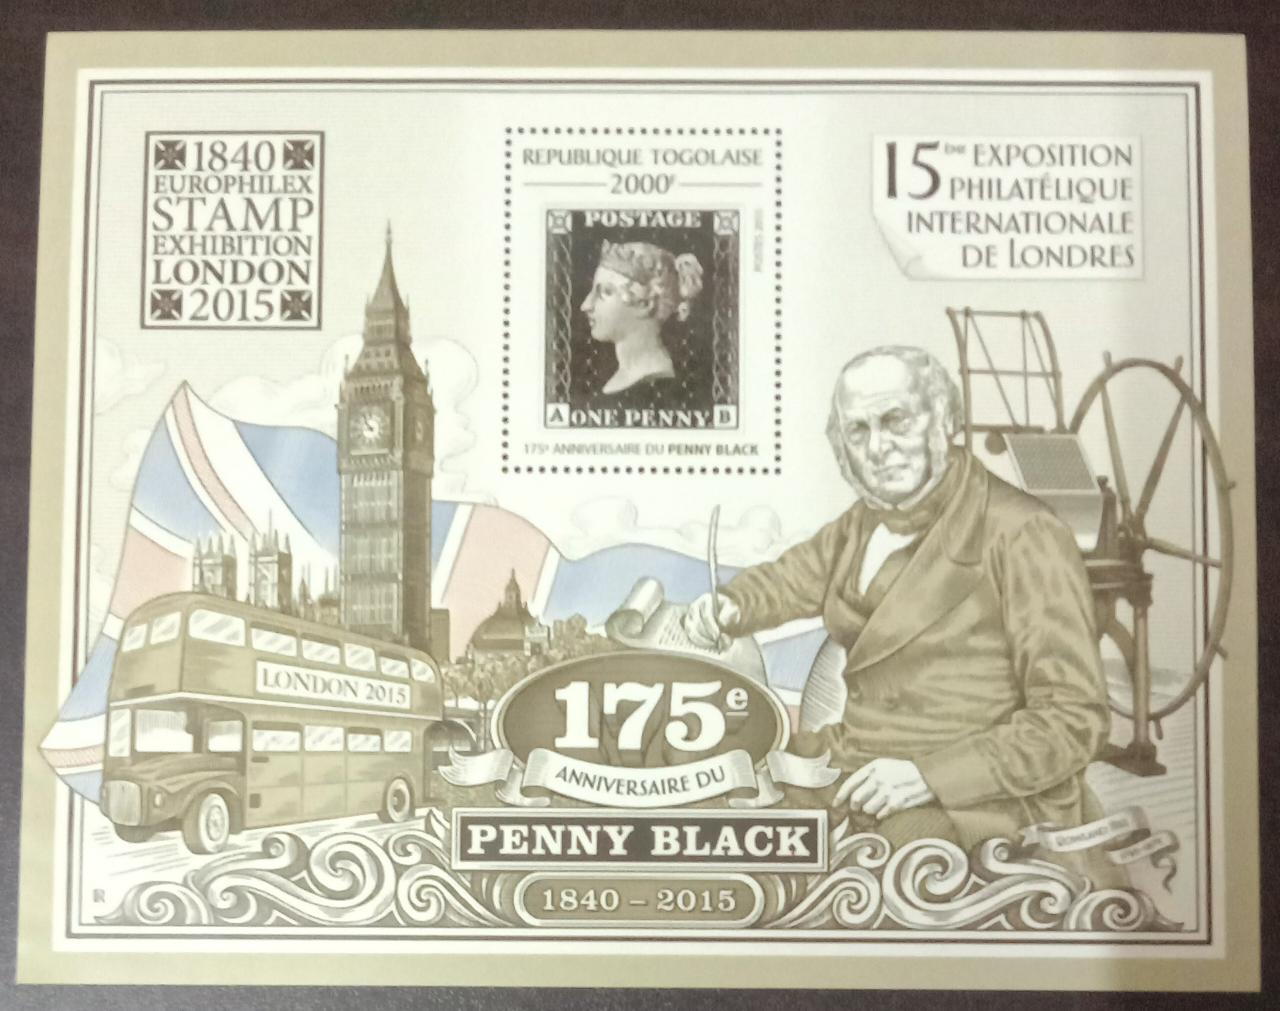 1840
EUROPHILEX
STAMP
EXHIBITION
LONDON
2015
REPUBLIQUE TOGOLAISE
2000F
POSTAGE
A ONE PENNY B
175e ANNIVERSAIRE DU PENNY BLACK
15ème EXPOSITION
PHILATÉLIQUE
INTERNATIONALE
DE LONDRES
LONDON 2015
175e
ANNIVERSAIRE DU
PENNY BLACK
1840 – 2015